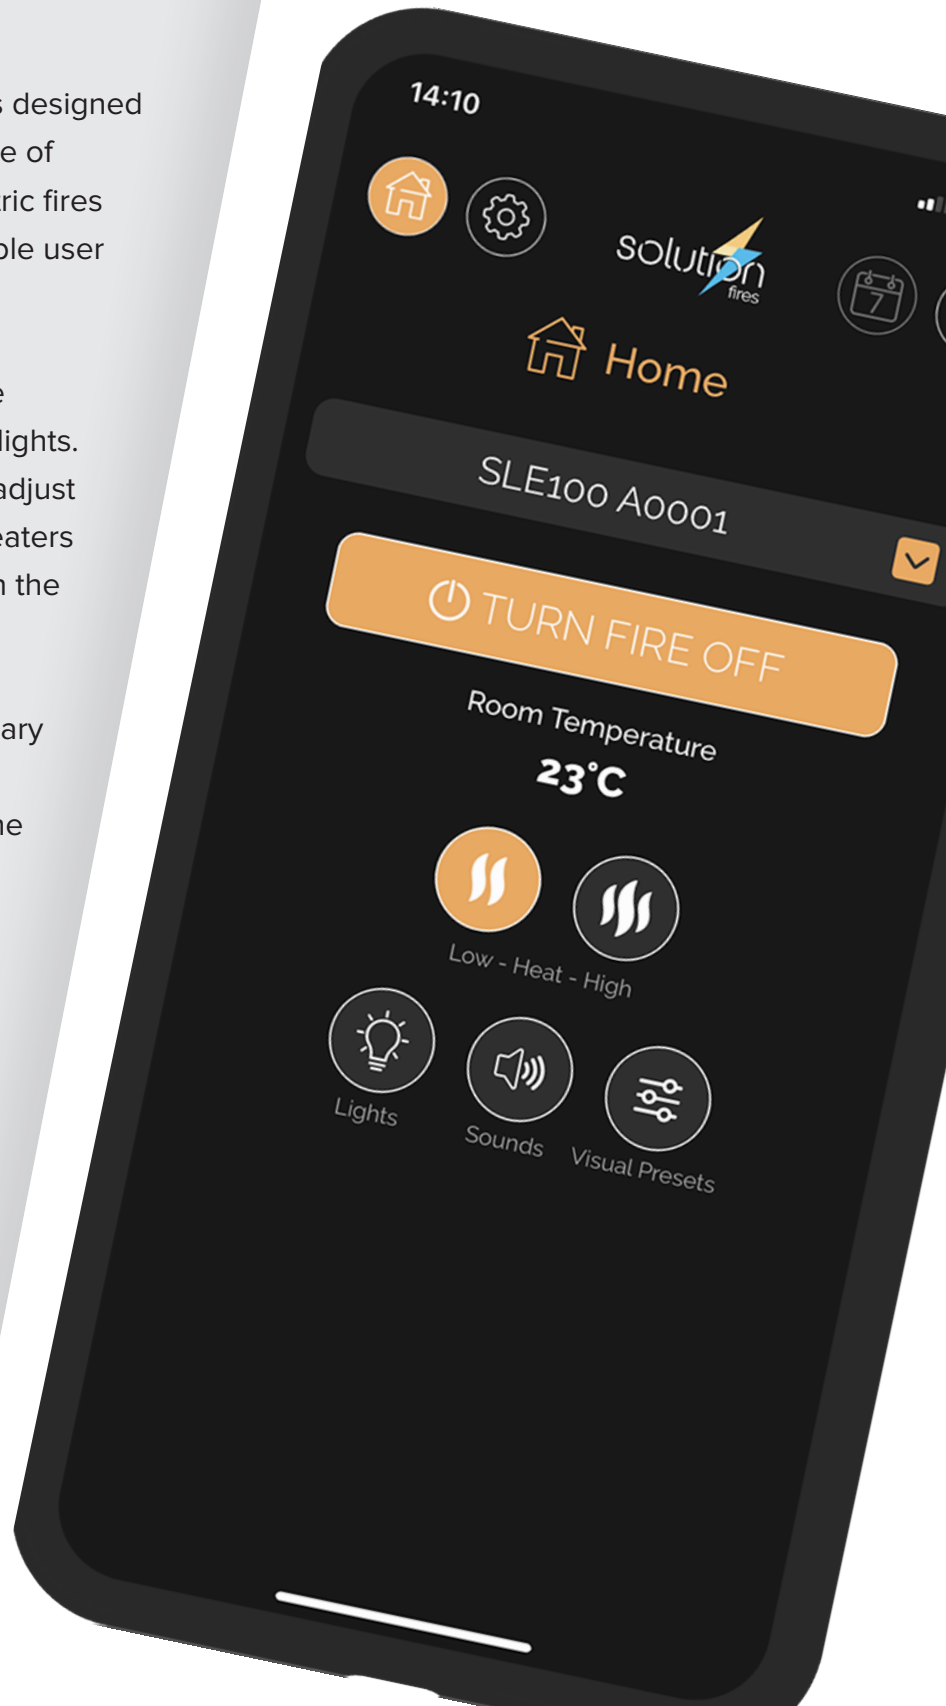 s designed
e of
ric fires
ble user
e
lights.
adjust
eaters
n the
ary
ne
14:10
7
solution
fires
Home
SLE100 A0001
TURN FIRE OFF
Room Temperature
23°C
Low - Heat - High
Lights
Sounds
Visual Presets